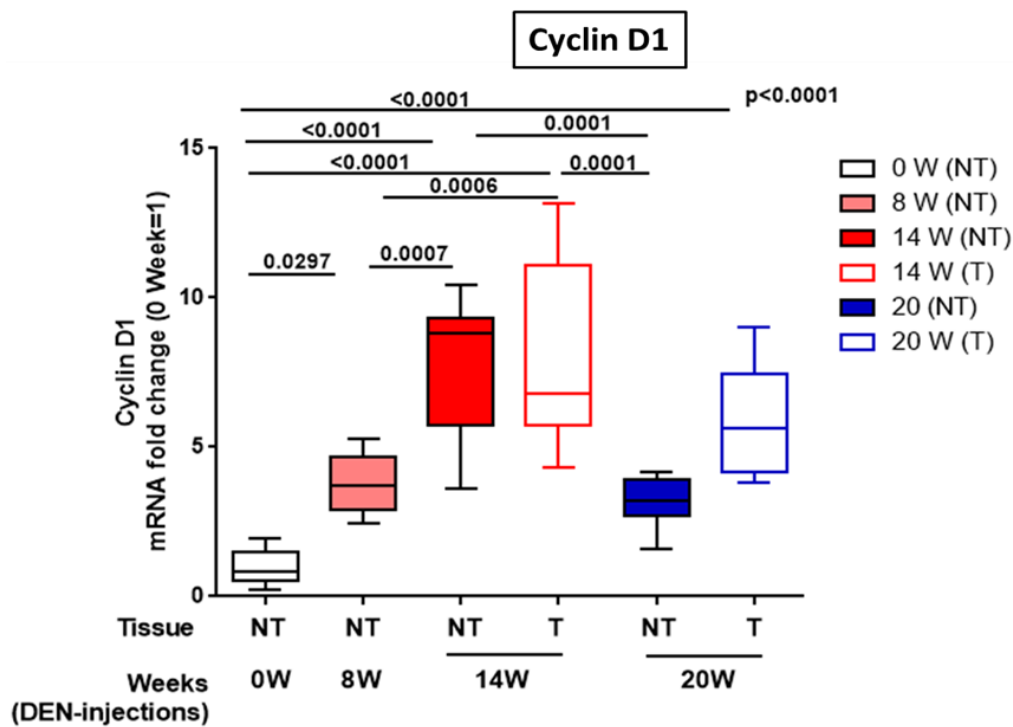 Cyclin D1
<0.0001
p<0.0001
<0.0001
0.0001
<0.0001
0.0001
0.0006
0.0297
0.0007
15
10
5
0
Cyclin D1
mRNA fold change (0 Week=1)
0 W (NT)
8 W (NT)
14 W (NT)
14 W (T)
20 (NT)
20 W (T)
Tissue NT NT NT T NT T
Weeks 0W 8W 14W 20W
(DEN-injections)